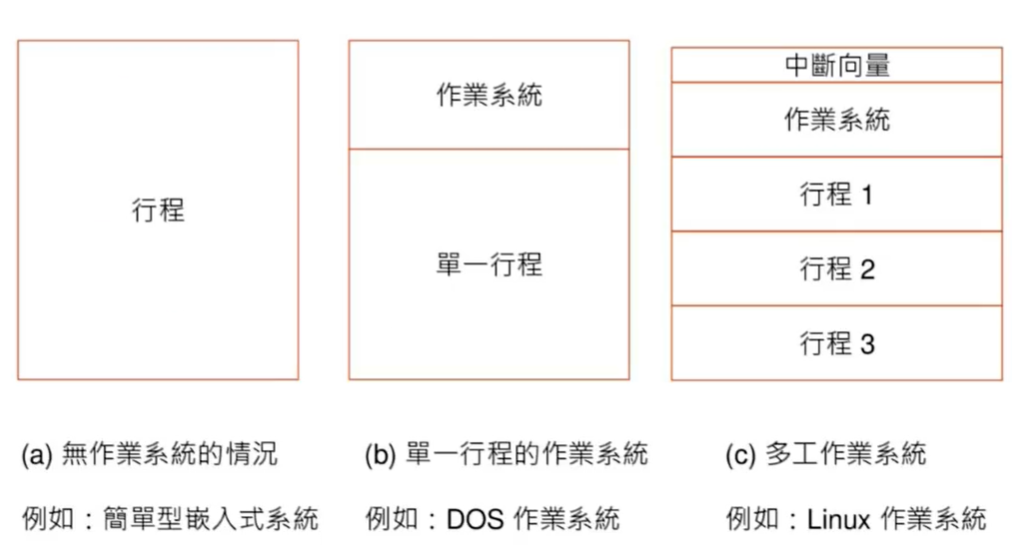 行程
作業系統
單一行程
中斷向量
作業系統
行程 1
行程 2
行程 3
(a) 無作業系統的情況
例如：簡單型嵌入式系統
(b) 單一行程的作業系統
例如：DOS 作業系統
(c) 多工作業系統
例如：Linux 作業系統